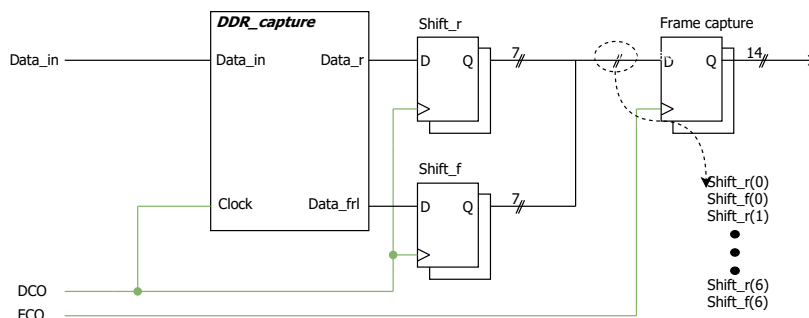 DDR_capture
Shift_r
Frame capture
Data_in
Data_in
Data_r
D
Q
7
D
Q
14
Shift_f
7
Shift_r(0)
Shift_f(0)
Shift_r(1)
Clock
Data_frl
D
Q
DCO
Shift_r(6)
Shift_f(6)
FCO